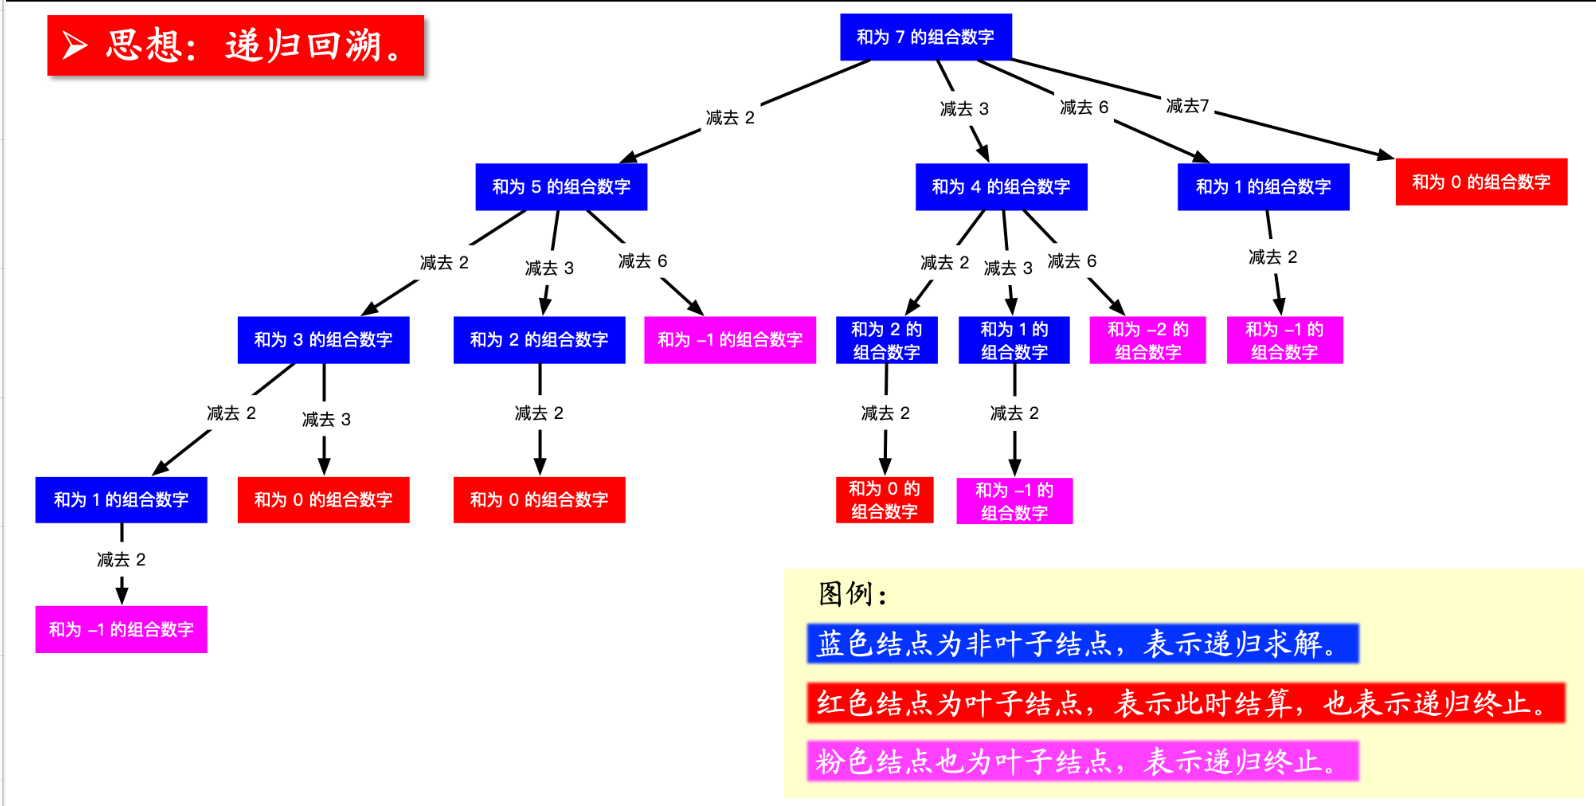 ➢ 思想：递归回溯。
和为 7 的组合数字
减去 2
减去 3
减去 6
减去7
和为 5 的组合数字
和为 4 的组合数字
和为 1 的组合数字
和为 0 的组合数字
减去 2
减去 3
减去 6
减去 2
减去 3
减去 6
减去 2
和为 3 的组合数字
和为 2 的组合数字
和为 -1 的组合数字
和为 2 的
组合数字
和为 1 的
组合数字
和为 -2 的
组合数字
和为 -1 的
组合数字
减去 2
减去 3
减去 2
减去 2
减去 2
和为 1 的组合数字
和为 0 的组合数字
和为 0 的组合数字
和为 0 的
组合数字
和为 -1 的
组合数字
减去 2
和为 -1 的组合数字
图例：
蓝色结点为非叶子结点，表示递归求解。
红色结点为叶子结点，表示此时结算，也表示递归终止。
粉色结点也为叶子结点，表示递归终止。